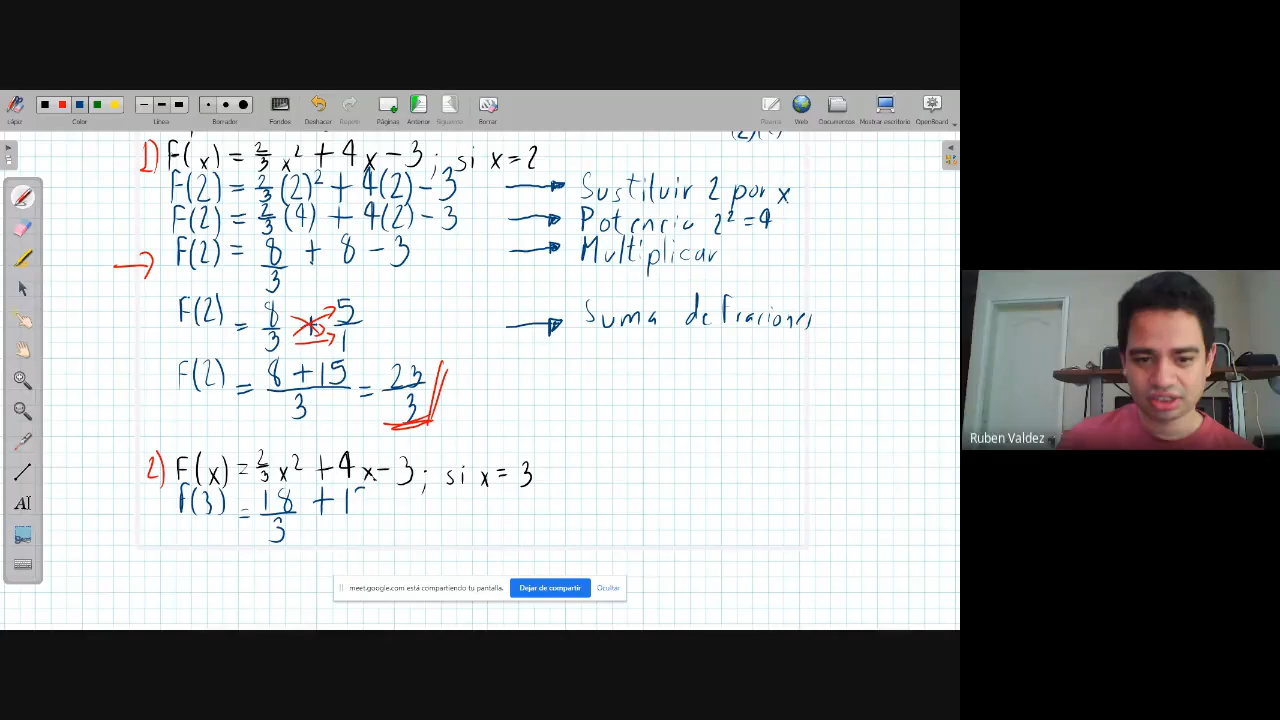 Lápiz Color Línea Borrador Fondos Deshacer Rehacer Páginas Anterior Siguiente Borrar Pizarra Web Documentos Mostrar escritorio OpenBoard
1) F(x) = 2/3 x² + 4x - 3 ; si x = 2
F(2) = 2/3 (2)² + 4(2) - 3 → Sustiluir 2 por x
F(2) = 2/3 (4) + 4(2) - 3 → Potencia 2² = 4
→ F(2) = 8/3 + 8 - 3 → Multiplicar
F(2) = 8/3 + 5/1 → Suma de Fraciones
F(2) = 8 + 15/3 = 23/3
2) F(x) = 2/3 x² + 4x - 3 ; si x = 3
F(3) = 18/3 + 1
meet.google.com está compartiendo tu pantalla. Dejar de compartir Ocultar
Ruben Valdez